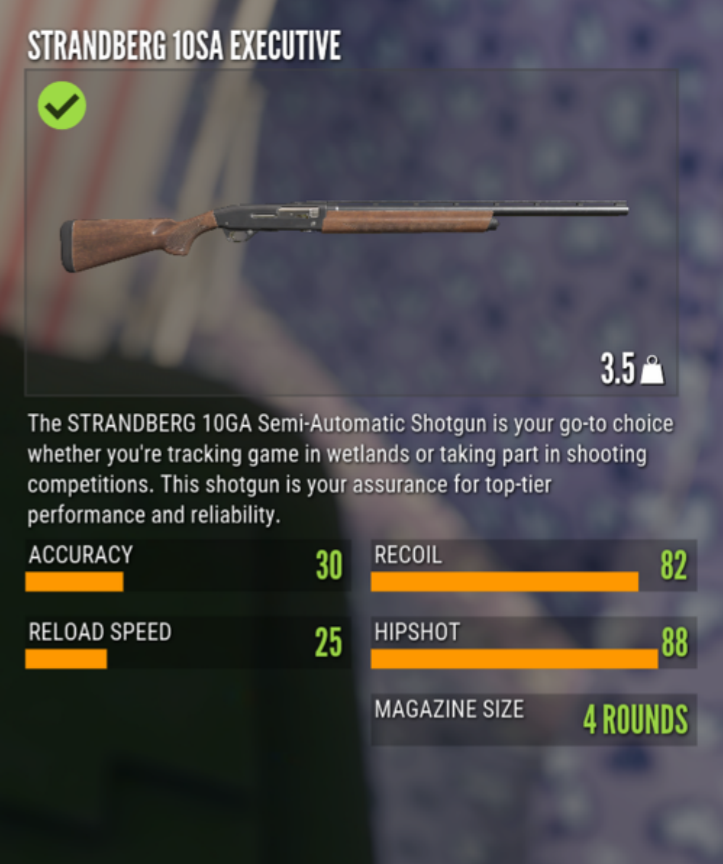 STRANDBERG 10SA EXECUTIVE
3.5
The STRANDBERG 10GA Semi-Automatic Shotgun is your go-to choice
whether you're tracking game in wetlands or taking part in shooting
competitions. This shotgun is your assurance for top-tier
performance and reliability.
ACCURACY 30
RECOIL 82
RELOAD SPEED 25
HIPSHOT 88
MAGAZINE SIZE 4 ROUNDS